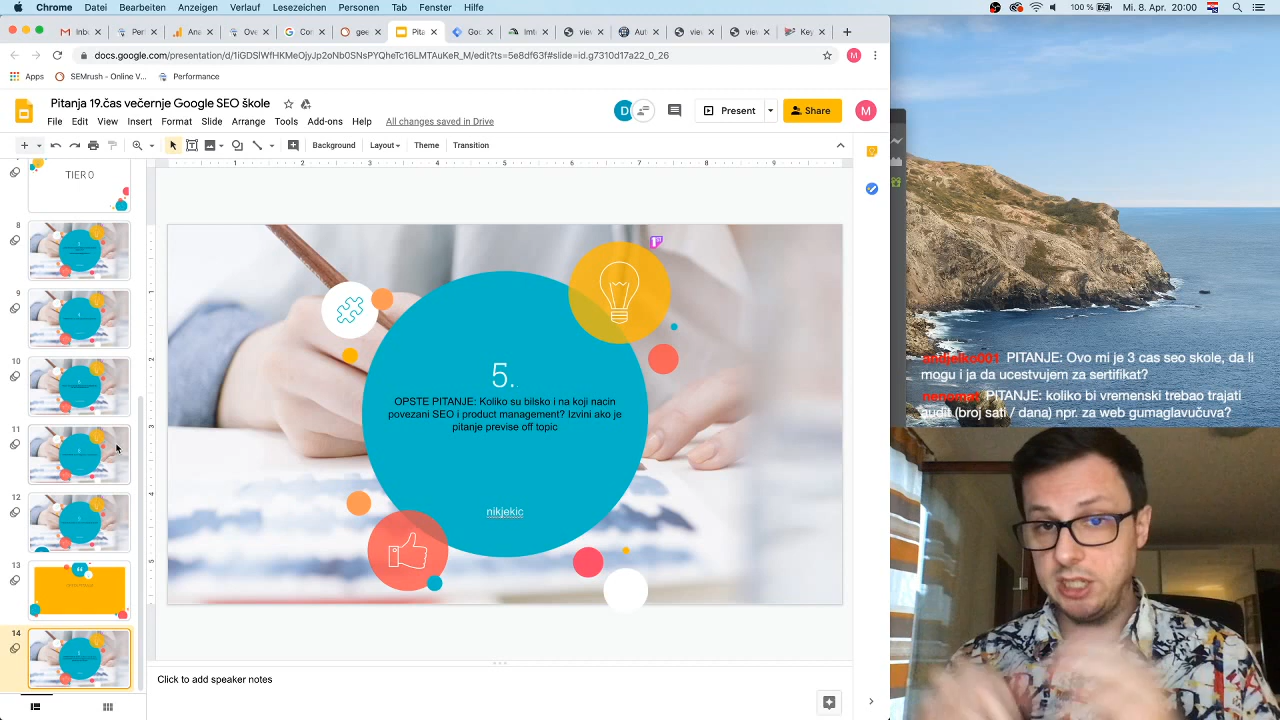 Chrome Datei Bearbeiten Anzeigen Verlauf Lesezeichen Personen Tab Fenster Hilfe
100 % Mi. 8. Apr. 20:00
docs.google.com/presentation/d/1iGDSlWfHKMeOjyJp2oNb0SNsPYQheTc16LMTAuKeR_M/edit?ts=5e8df63f#slide=id.g7310d17a22_0_26
Apps SEMrush - Online V... Performance
Pitanja 19.čas večernje Google SEO škole
File Edit View Insert Format Slide Arrange Tools Add-ons Help All changes saved in Drive
Present
Share
D
M
Background Layout Theme Transition
TIER 0
8
9
10
11
12
13
14
5.
OPSTE PITANJE: Koliko su bilsko i na koji nacin
povezani SEO i product management? Izvini ako je
pitanje previse off topic
nikjekic
Click to add speaker notes
andjelko001 PITANJE: Ovo mi je 3 cas seo skole, da li
mogu i ja da ucestvujem za sertifikat?
PITANJE: koliko bi vremenski trebao trajati
audit (broj sati / dana) npr. za web gumaglavučuva?